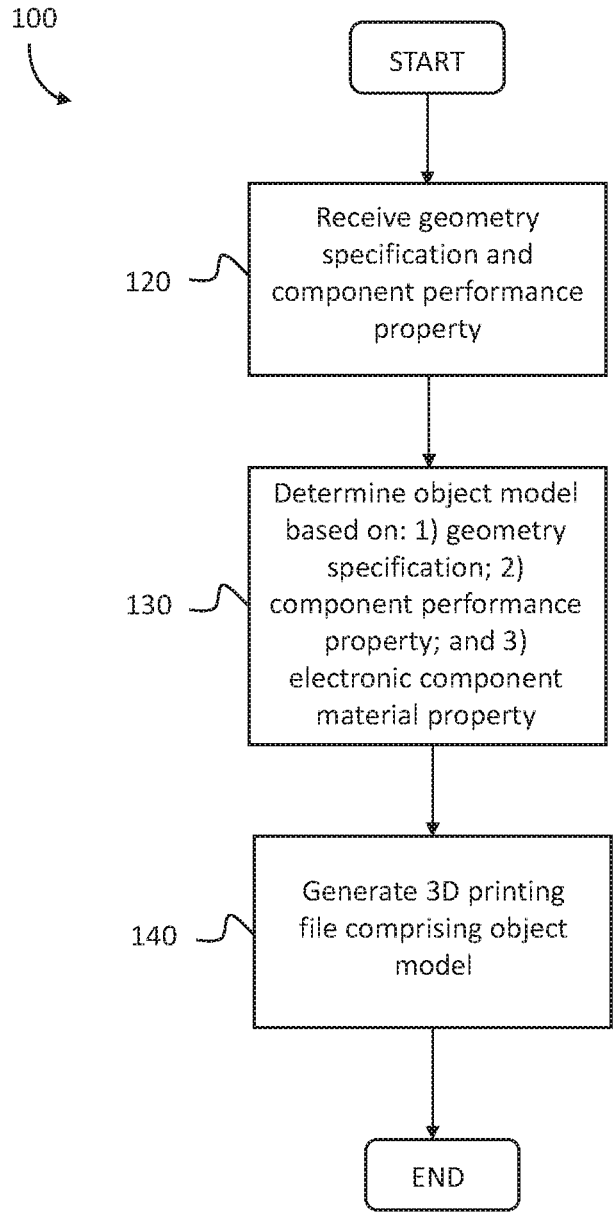 100
START
120
Receive geometry
specification and
component performance
property
130
Determine object model
based on: 1) geometry
specification; 2)
component performance
property; and 3)
electronic component
material property
140
Generate 3D printing
file comprising object
model
END